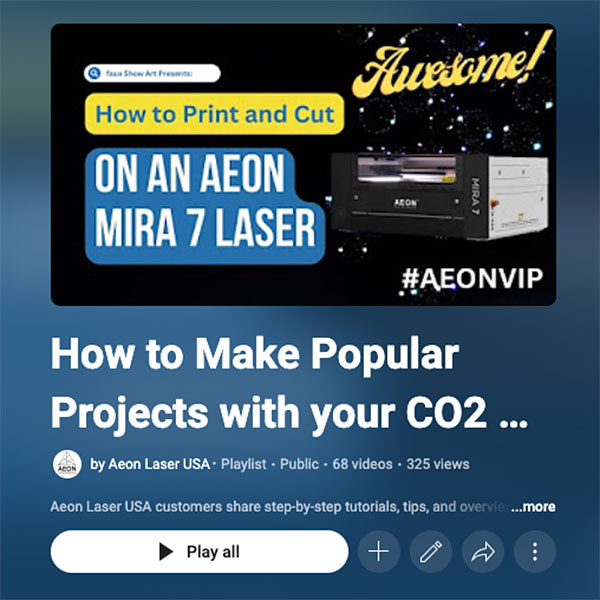 faux Show Art Presents:
Awesome!
How to Print and Cut
ON AN AEON
MIRA 7 LASER
AEON
MIRA 7
#AEONVIP
How to Make Popular
Projects with your CO2 ...
AEON
by Aeon Laser USA · Playlist · Public · 68 videos · 325 views
Aeon Laser USA customers share step-by-step tutorials, tips, and overvie ...more
Play all